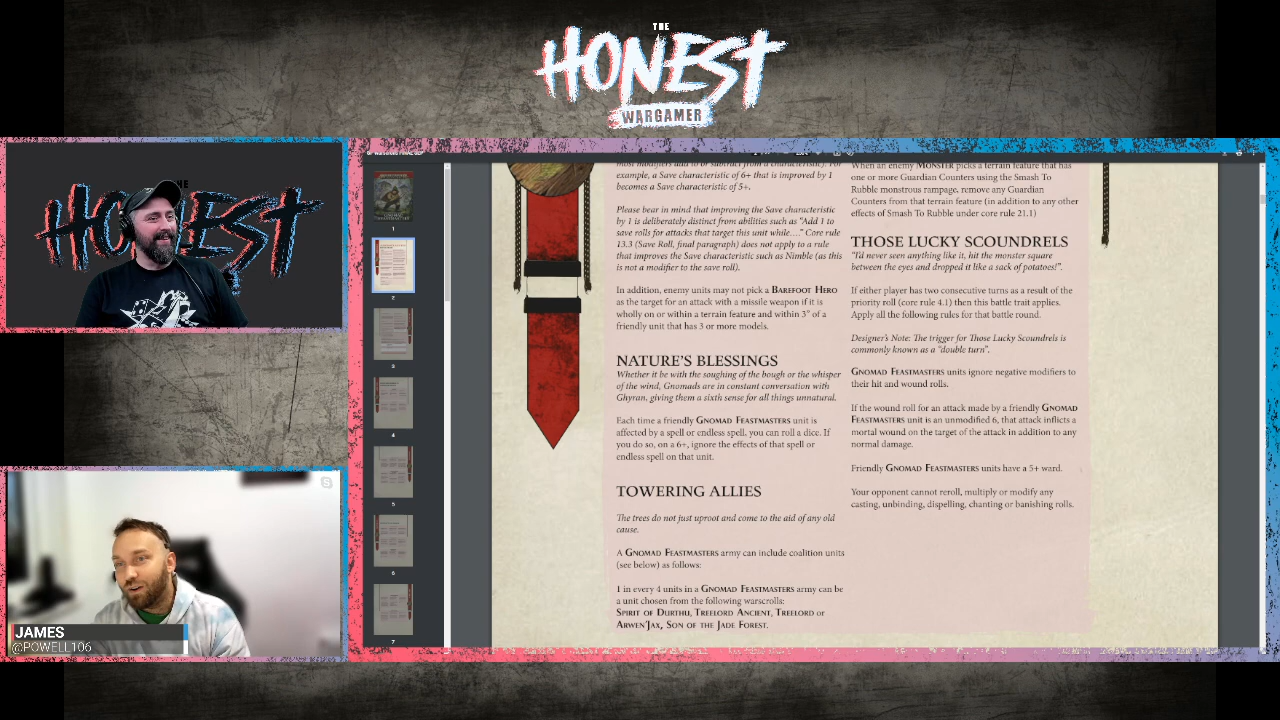 THE
HONEST
WARGAMER
HONEST
JAMES
@POWELL106
1
2
3
4
5
6
7
most modifiers add to or subtract from a characteristic). For
example, a Save characteristic of 6+ that is improved by 1
becomes a Save characteristic of 5+.
Please bear in mind that improving the Save characteristic
by 1 is deliberately distinct from abilities such as "Add 1 to
save rolls for attacks that target this unit while…." Core rule
13.3 (Save Roll, final paragraph) does not apply to a rule
that improves the Save characteristic such as Nimble (as this
is not a modifier to the save roll).
In addition, enemy units may not pick a BAREFOOT HERO
as the target for an attack with a missile weapon if it is
wholly on or within a terrain feature and within 3" of a
friendly unit that has 3 or more models.
NATURE'S BLESSINGS
Whether it be with the soughing of the bough or the whisper
of the wind, Gnomads are in constant conversation with
Ghyran, giving them a sixth sense for all things unnatural.
Each time a friendly GNOMAD FEASTMASTERS unit is
affected by a spell or endless spell, you can roll a dice. If
you do so, on a 6+, ignore the effects of that spell or
endless spell on that unit.
TOWERING ALLIES
The trees do not just uproot and come to the aid of any old
cause.
A GNOMAD FEASTMASTERS army can include coalition units
(see below) as follows:
1 in every 4 units in a GNOMAD FEASTMASTERS army can be
a unit chosen from the following warscrolls:
SPIRIT OF DURTHU, TREELORD ANCIENT, TREELORD or
ARWEN'JAX, SON OF THE JADE FOREST.
When an enemy MONSTER picks a terrain feature that has
one or more Guardian Counters using the Smash To
Rubble monstrous rampage, remove any Guardian
Counters from that terrain feature (in addition to any other
effects of Smash To Rubble under core rule 21.1)
THOSE LUCKY SCOUNDRELS
"I'd never seen anything like it, hit the monster square
between the eyes and dropped it like a sack of potatoes!".
If either player has two consecutive turns as a result of the
priority roll (core rule 4.1) then this battle trait applies.
Apply all the following rules for that battle round.
Designer's Note: The trigger for Those Lucky Scoundrels is
commonly known as a "double turn".
GNOMAD FEASTMASTERS units ignore negative modifiers to
their hit and wound rolls.
If the wound roll for an attack made by a friendly GNOMAD
FEASTMASTERS unit is an unmodified 6, that attack inflicts a
mortal wound on the target of the attack in addition to any
normal damage.
Friendly GNOMAD FEASTMASTERS units have a 5+ ward.
Your opponent cannot reroll, multiply or modify any
casting, unbinding, dispelling, chanting or banishing rolls.